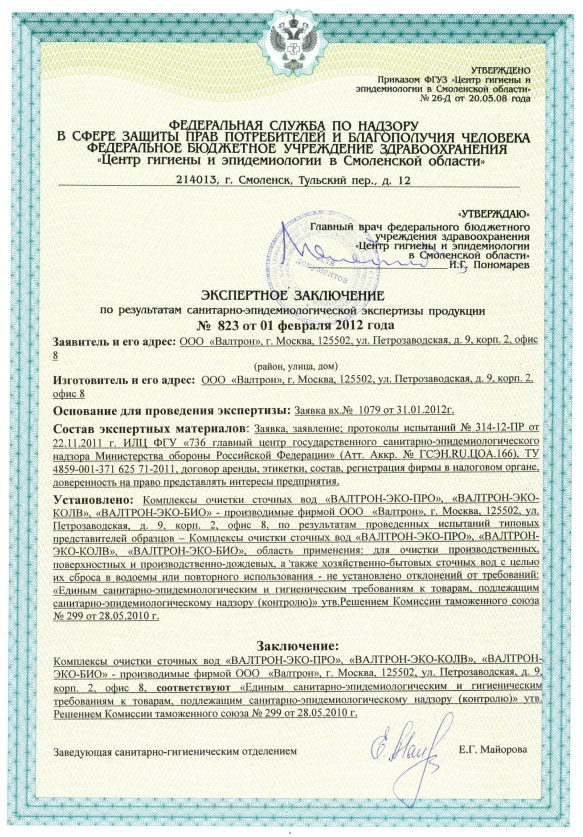 УТВЕРЖДЕНО
Приказом ФГУЗ «Центр гигиены и
эпидемиологии в Смоленской области»
№ 26-Д от 20.05.08 года
ФЕДЕРАЛЬНАЯ СЛУЖБА ПО НАДЗОРУ
В СФЕРЕ ЗАЩИТЫ ПРАВ ПОТРЕБИТЕЛЕЙ И БЛАГОПОЛУЧИЯ ЧЕЛОВЕКА
ФЕДЕРАЛЬНОЕ БЮДЖЕТНОЕ УЧРЕЖДЕНИЕ ЗДРАВООХРАНЕНИЯ
«Центр гигиены и эпидемиологии в Смоленской области»
214013, г. Смоленск, Тульский пер., д. 12
«УТВЕРЖДАЮ»
Главный врач федерального бюджетного
учреждения здравоохранения
«Центр гигиены и эпидемиологии
в Смоленской области»
И.Г. Пономарев
документов
ЭКСПЕРТНОЕ ЗАКЛЮЧЕНИЕ
по результатам санитарно-эпидемиологической экспертизы продукции
№ 823 от 01 февраля 2012 года
Заявитель и его адрес: ООО «Валтрон», г. Москва, 125502, ул. Петрозаводская, д. 9, корп. 2, офис
8
(район, улица, дом)
Изготовитель и его адрес: ООО «Валтрон», г. Москва, 125502, ул. Петрозаводская, д. 9, корп. 2,
офис 8
Основание для проведения экспертизы: Заявка вх.№ 1079 от 31.01.2012г.
Состав экспертных материалов: Заявка, заявление; протоколы испытаний № 314-12-ПР от
22.11.2011 г. ИЛЦ ФГУ «736 главный центр государственного санитарно-эпидемиологического
надзора Министерства обороны Российской Федерации» (Атт. Аккр. № ГСЭН.RU.ЦОА.166), ТУ
4859-001-371 625 71-2011, договор аренды, этикетки, состав, регистрация фирмы в налоговом органе,
доверенность на право представлять интересы предприятия.
Установлено: Комплексы очистки сточных вод «ВАЛТРОН-ЭКО-ПРО», «ВАЛТРОН-ЭКО-
КОЛВ», «ВАЛТРОН-ЭКО-БИО» - производимые фирмой ООО «Валтрон», г. Москва, 125502, ул.
Петрозаводская, д. 9, корп. 2, офис 8, по результатам проведенных испытаний типовых
представителей образцов – Комплексы очистки сточных вод «ВАЛТРОН-ЭКО-ПРО», «ВАЛТРОН-
ЭКО-КОЛВ», «ВАЛТРОН-ЭКО-БИО», область применения: для очистки производственных,
поверхностных и производственно-дождевых, а также хозяйственно-бытовых сточных вод с целью
их сброса в водоемы или повторного использования - не установлено отклонений от требований:
«Единым санитарно-эпидемиологическим и гигиеническим требованиям к товарам, подлежащим
санитарно-эпидемиологическому надзору (контролю)» утв.Решением Комиссии таможенного союза
№ 299 от 28.05.2010 г.
Заключение:
Комплексы очистки сточных вод «ВАЛТРОН-ЭКО-ПРО», «ВАЛТРОН-ЭКО-КОЛВ», «ВАЛТРОН-
ЭКО-БИО» - производимые фирмой ООО «Валтрон», г. Москва, 125502, ул. Петрозаводская, д. 9,
корп. 2, офис 8, соответствуют «Единым санитарно-эпидемиологическим и гигиеническим
требованиям к товарам, подлежащим санитарно-эпидемиологическому надзору (контролю)» утв.
Решением Комиссии таможенного союза № 299 от 28.05.2010 г.
Заведующая санитарно-гигиеническим отделением
Е.Г. Майорова